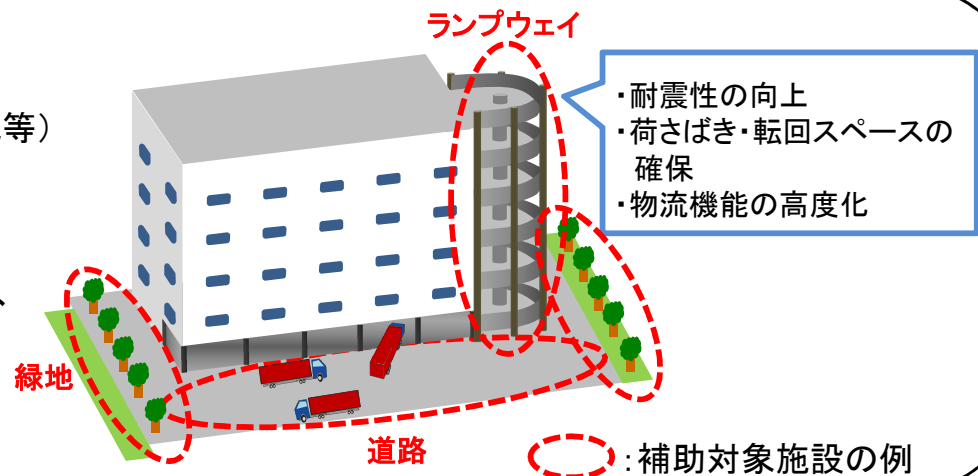 ランプウェイ
等）
・耐震性の向上
・荷さばき・転回スペースの
確保
・物流機能の高度化
、
緑地
道路
：補助対象施設の例